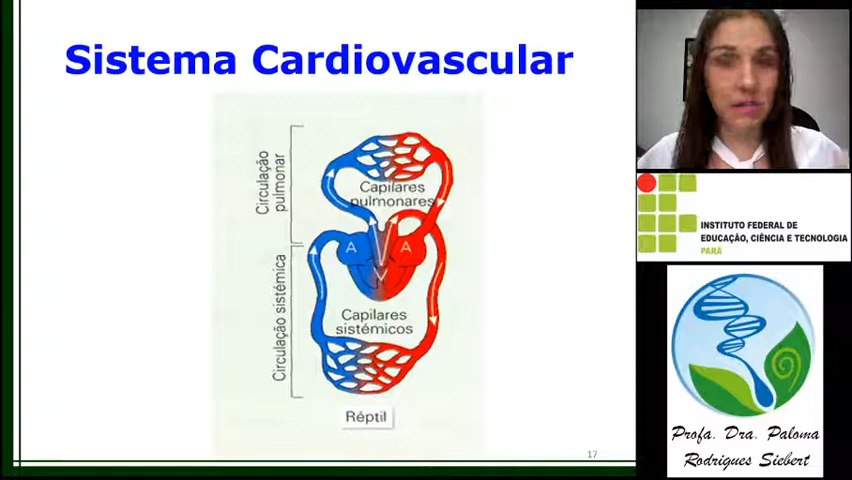 Sistema Cardiovascular
Circulação
pulmonar
Capilares
pulmonares
A
A
V
Circulação sistémica
Capilares
sistémicos
Réptil
17
INSTITUTO FEDERAL DE
EDUCAÇÃO, CIÊNCIA E TECNOLOGIA
PARÁ
Profa. Dra. Paloma
Rodrigues Siebert